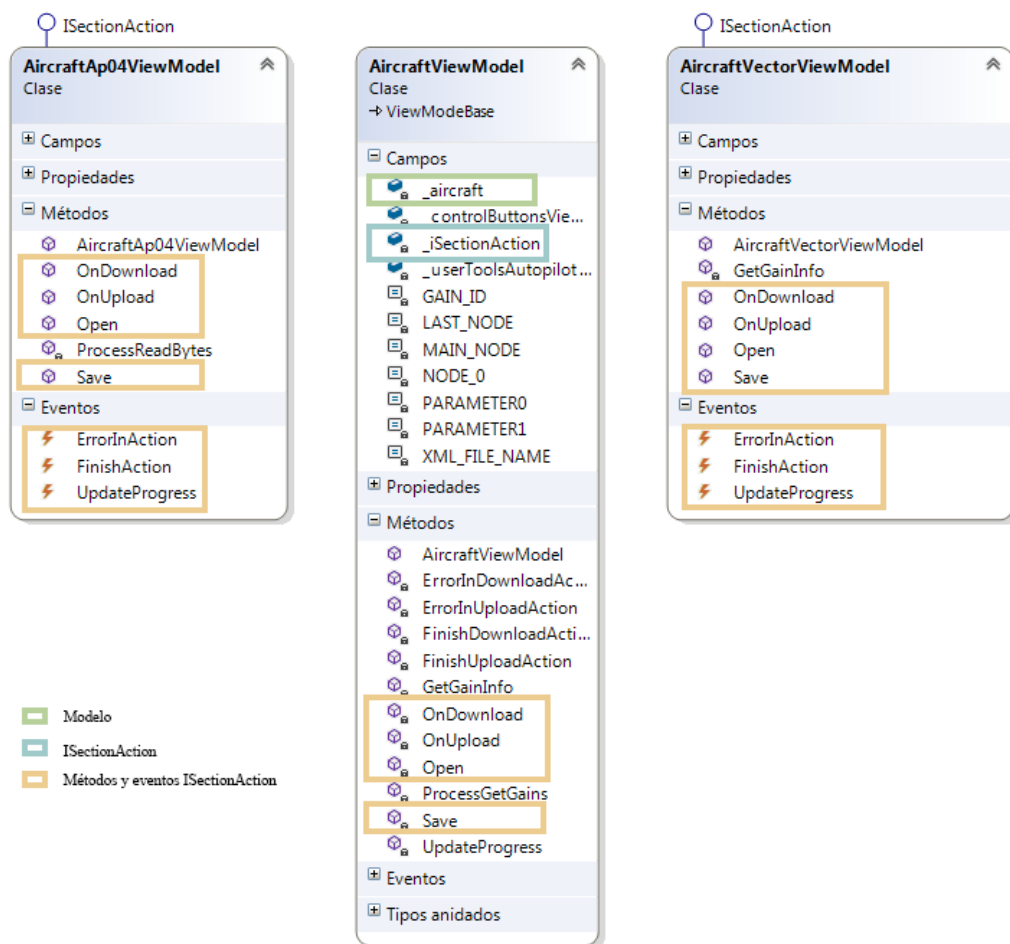 ISectionAction
AircraftAp04ViewModel
Clase
Campos
Propiedades
Métodos
AircraftAp04ViewModel
OnDownload
OnUpload
Open
ProcessReadBytes
Save
Eventos
ErrorInAction
FinishAction
UpdateProgress
AircraftViewModel
Clase
ViewModeBase
Campos
_aircraft
_controlButtonsVie...
_iSectionAction
_userToolsAutopilot...
GAIN_ID
LAST_NODE
MAIN_NODE
NODE_0
PARAMETER0
PARAMETER1
XML_FILE_NAME
Propiedades
Métodos
AircraftViewModel
ErrorInDownloadAc...
ErrorInUploadAction
FinishDownloadActi...
FinishUploadAction
GetGainInfo
OnDownload
OnUpload
Open
ProcessGetGains
Save
UpdateProgress
Eventos
Tipos anidados
ISectionAction
AircraftVectorViewModel
Clase
Campos
Propiedades
Métodos
AircraftVectorViewModel
GetGainInfo
OnDownload
OnUpload
Open
Save
Eventos
ErrorInAction
FinishAction
UpdateProgress
Modelo
ISectionAction
Métodos y eventos ISectionAction